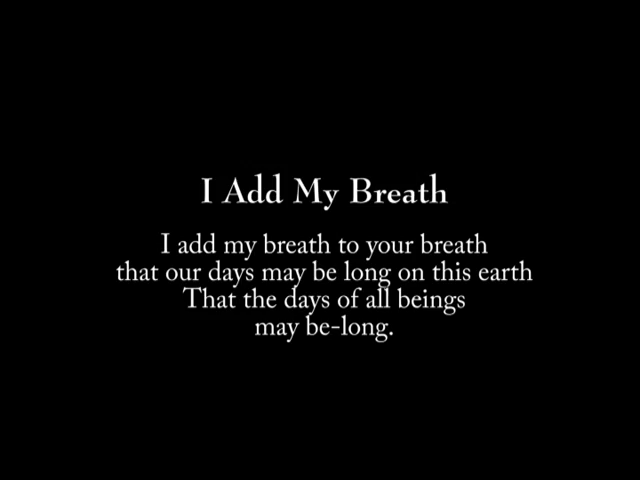 I Add My Breath
I add my breath to your breath
that our days may be long on this earth
That the days of all beings
may be-long.